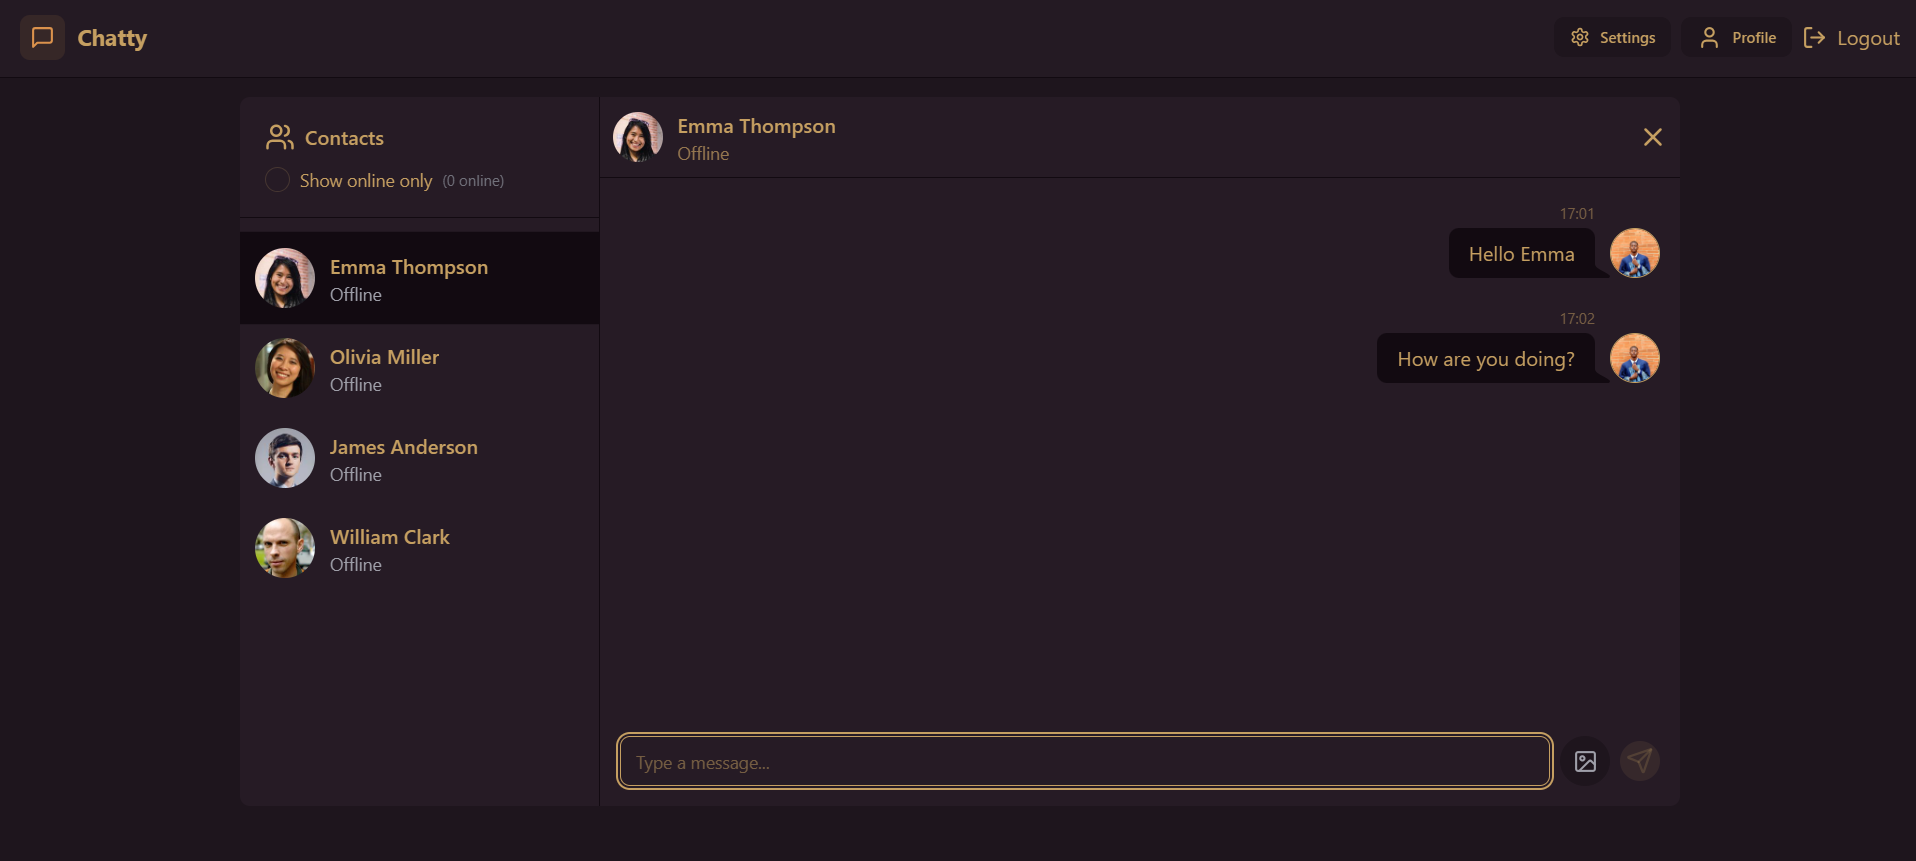 Chatty
Settings
Profile
Logout
Contacts
Show online only (0 online)
Emma Thompson
Offline
Olivia Miller
Offline
James Anderson
Offline
William Clark
Offline
Emma Thompson
Offline
17:01
Hello Emma
17:02
How are you doing?
Type a message...